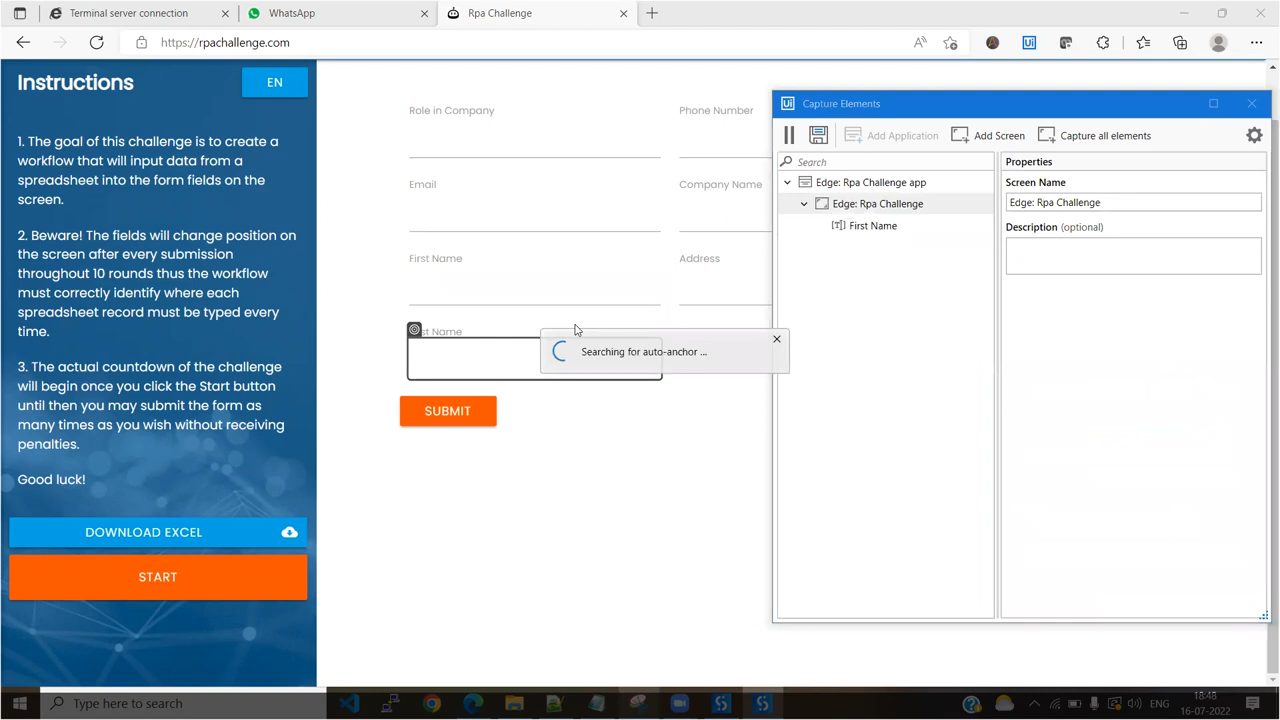 Terminal server connection
WhatsApp
Rpa Challenge
https://rpachallenge.com
Instructions
EN
1. The goal of this challenge is to create a
workflow that will input data from a
spreadsheet into the form fields on the
screen.
2. Beware! The fields will change position on
the screen after every submission
throughout 10 rounds thus the workflow
must correctly identify where each
spreadsheet record must be typed every
time.
3. The actual countdown of the challenge
will begin once you click the Start button
until then you may submit the form as
many times as you wish without receiving
penalties.
Good luck!
DOWNLOAD EXCEL
START
Role in Company
Phone Number
Email
Company Name
First Name
Address
Name
Searching for auto-anchor ...
SUBMIT
Ui Capture Elements
Add Application
Add Screen
Capture all elements
Search
Edge: Rpa Challenge app
Edge: Rpa Challenge
First Name
Properties
Screen Name
Edge: Rpa Challenge
Description (optional)
Type here to search
18:48
16-07-2022